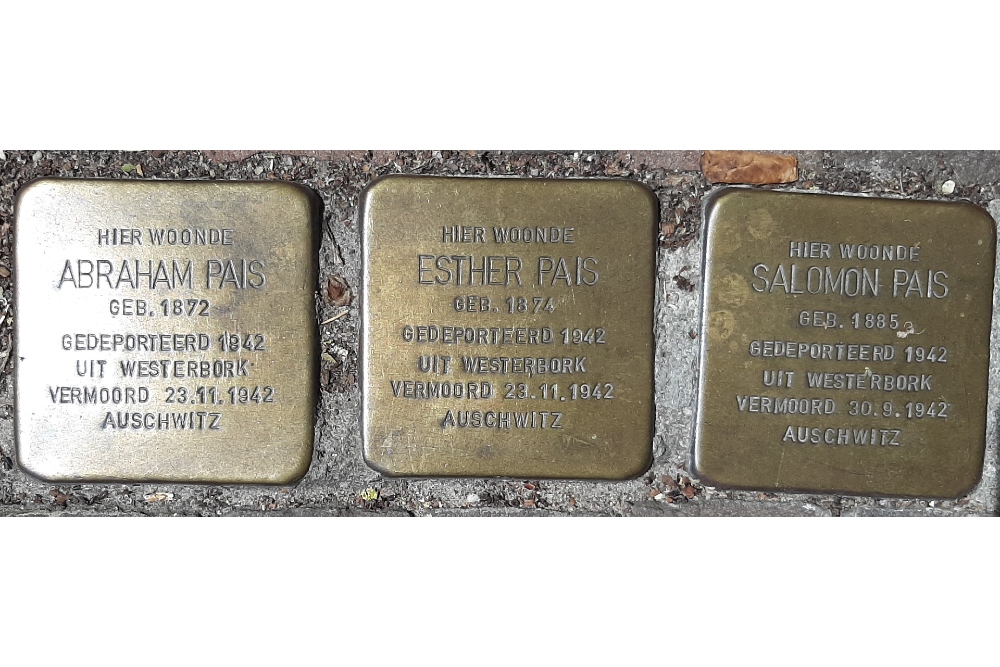 HIER WOONDE
ABRAHAM PAIS
GEB. 1872
GEDEPORTEERD 1942
UIT WESTERBORK
VERMOORD 23.11.1942
AUSCHWITZ
HIER WOONDE
ESTHER PAIS
GEB. 1874
GEDEPORTEERD 1942
UIT WESTERBORK
VERMOORD 23.11.1942
AUSCHWITZ
HIER WOONDE
SALOMON PAIS
GEB. 1885
GEDEPORTEERD 1942
UIT WESTERBORK
VERMOORD 30.9.1942
AUSCHWITZ